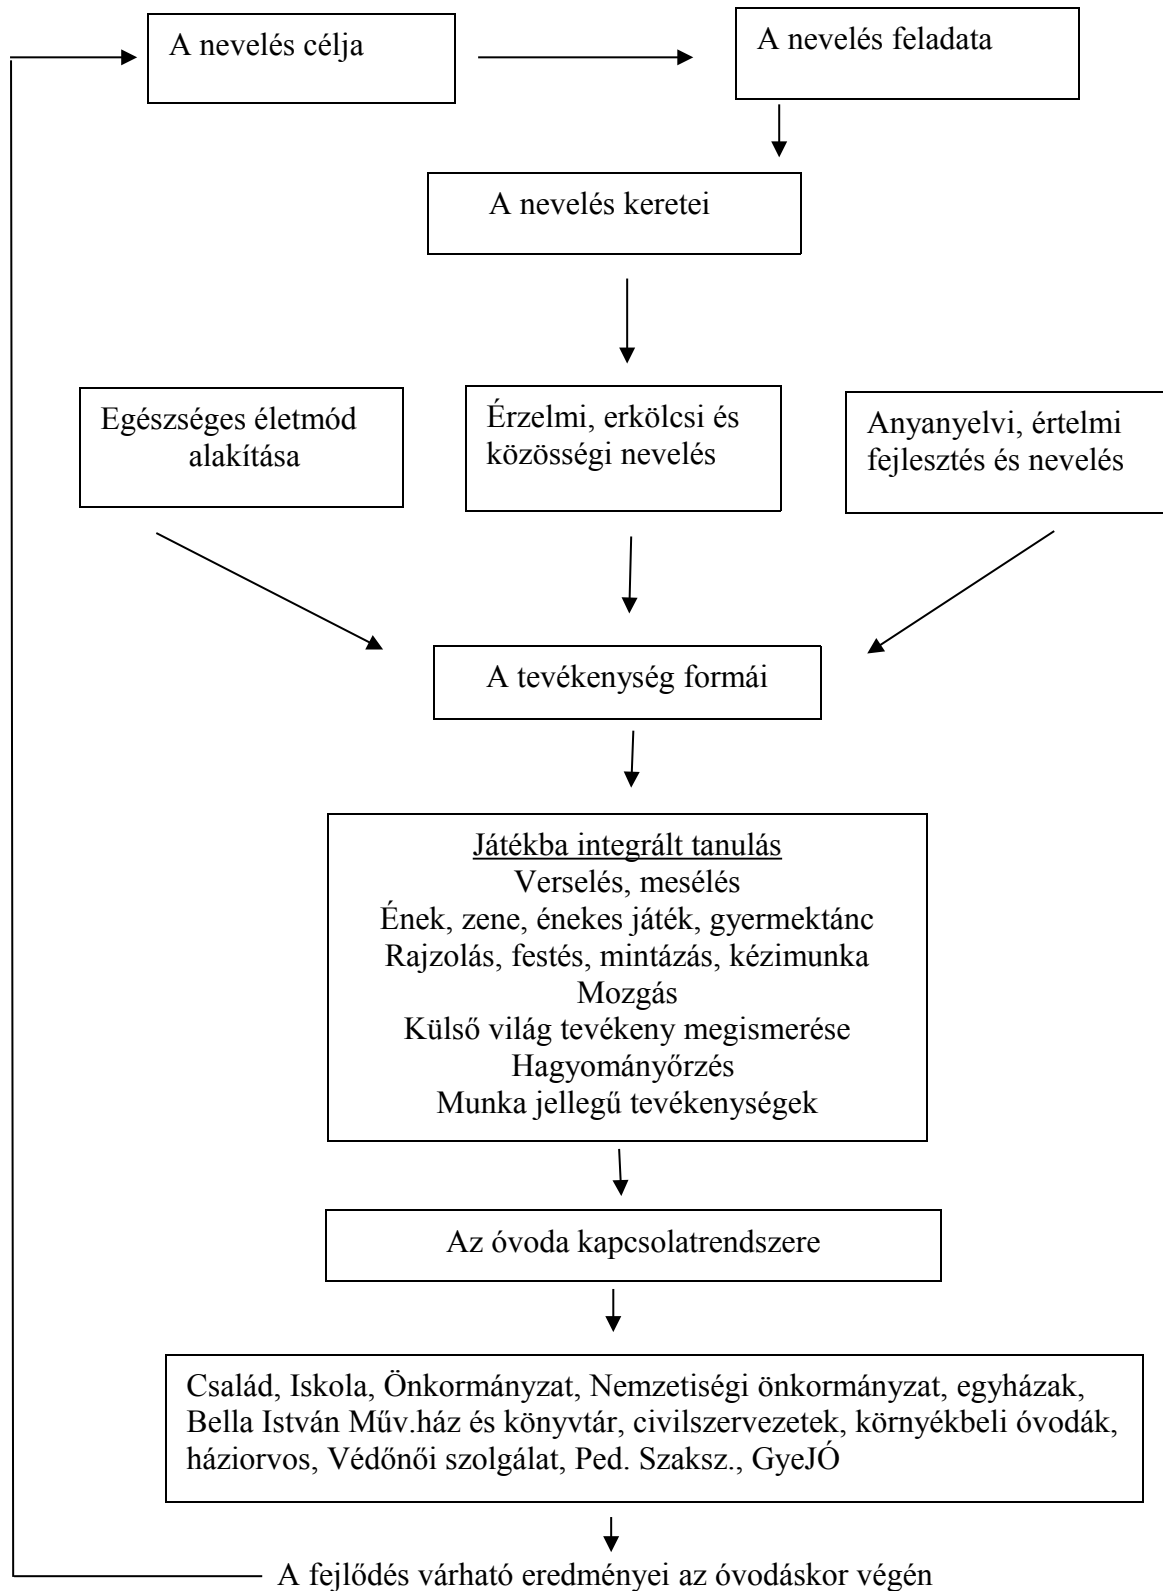 A nevelés célja
A nevelés feladata
A nevelés keretei
Egészséges életmód
alakítása
Érzelmi, erkölcsi és
közösségi nevelés
Anyanyelvi, értelmi
fejlesztés és nevelés
A tevékenység formái
Játékba integrált tanulás
Verselés, mesélés
Ének, zene, énekes játék, gyermektánc
Rajzolás, festés, mintázás, kézimunka
Mozgás
Külső világ tevékeny megismerése
Hagyományőrzés
Munka jellegű tevékenységek
Az óvoda kapcsolatrendszere
Család, Iskola, Önkormányzat, Nemzetiségi önkormányzat, egyházak,
Bella István Műv.ház és könyvtár, civilszervezetek, környékbeli óvodák,
háziorvos, Védőnői szolgálat, Ped. Szaksz., GyeJÓ
A fejlődés várható eredményei az óvodáskor végén